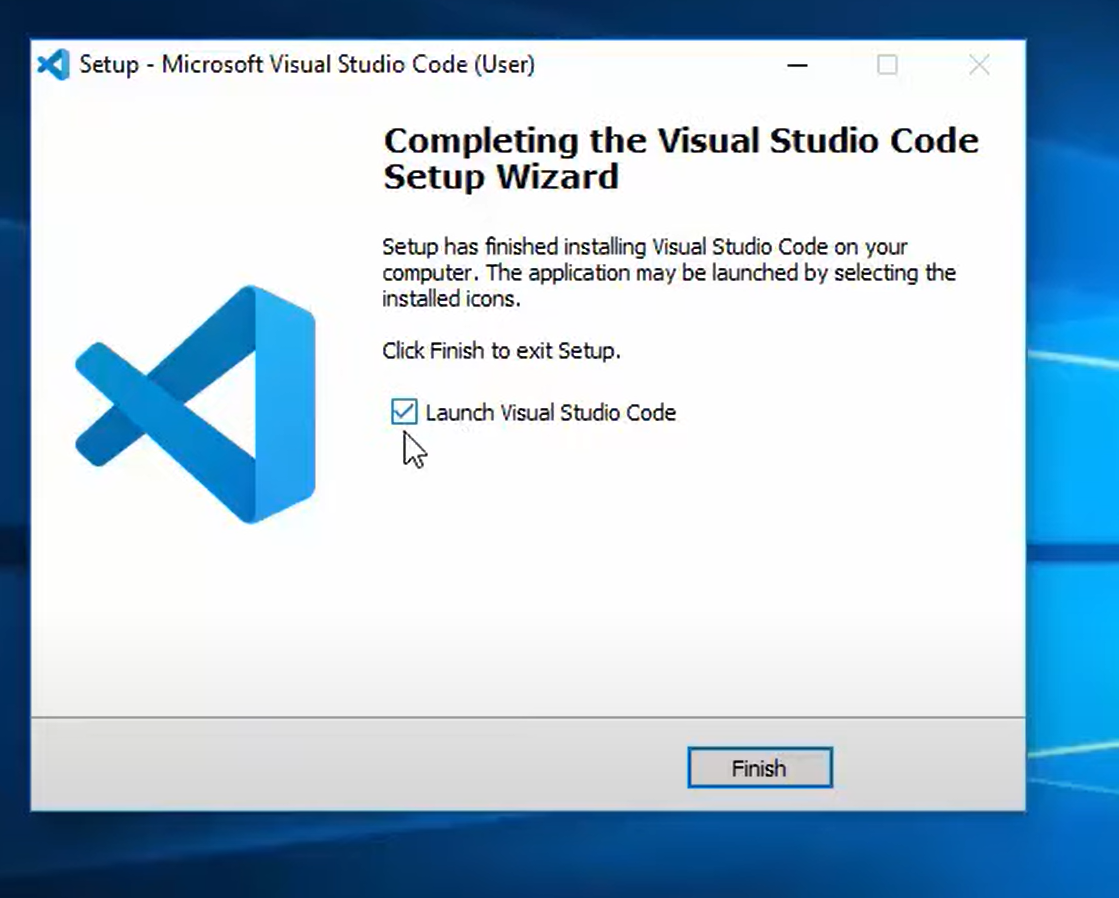 Setup - Microsoft Visual Studio Code (User)
Completing the Visual Studio Code
Setup Wizard
Setup has finished installing Visual Studio Code on your
computer. The application may be launched by selecting the
installed icons.
Click Finish to exit Setup.
Launch Visual Studio Code
Finish